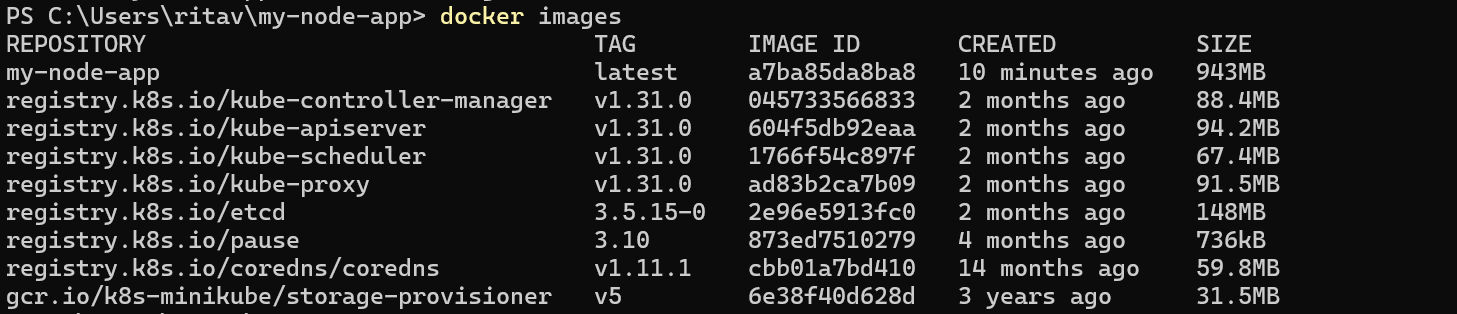 PS C:\Users\ritav\my-node-app> docker images
REPOSITORY TAG IMAGE ID CREATED SIZE
my-node-app latest a7ba85da8ba8 10 minutes ago 943MB
registry.k8s.io/kube-controller-manager v1.31.0 045733566833 2 months ago 88.4MB
registry.k8s.io/kube-apiserver v1.31.0 604f5db92eaa 2 months ago 94.2MB
registry.k8s.io/kube-scheduler v1.31.0 1766f54c897f 2 months ago 67.4MB
registry.k8s.io/kube-proxy v1.31.0 ad83b2ca7b09 2 months ago 91.5MB
registry.k8s.io/etcd 3.5.15-0 2e96e5913fc0 2 months ago 148MB
registry.k8s.io/pause 3.10 873ed7510279 4 months ago 736kB
registry.k8s.io/coredns/coredns v1.11.1 cbb01a7bd410 14 months ago 59.8MB
gcr.io/k8s-minikube/storage-provisioner v5 6e38f40d628d 3 years ago 31.5MB